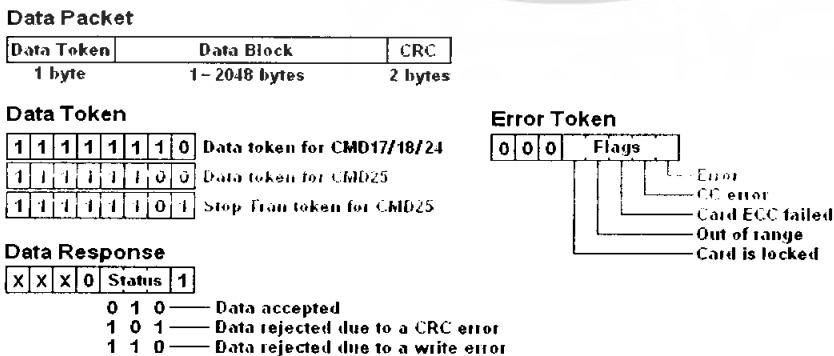 Data Packet
Data Token Data Block CRC
1 byte 1~2048 bytes 2 bytes
Data Token
1 1 1 1 1 1 1 0 Data token for CMD17/18/24
1 1 1 1 1 1 0 0 Data token for CMD25
1 1 1 1 1 1 0 1 Stop Tran token for CMD25
Error Token
0 0 0 Flags
Error
CC error
Card ECC failed
Out of range
Card is locked
Data Response
X X X 0 Status 1
0 1 0 Data accepted
1 0 1 Data rejected due to a CRC error
1 1 0 Data rejected due to a write error